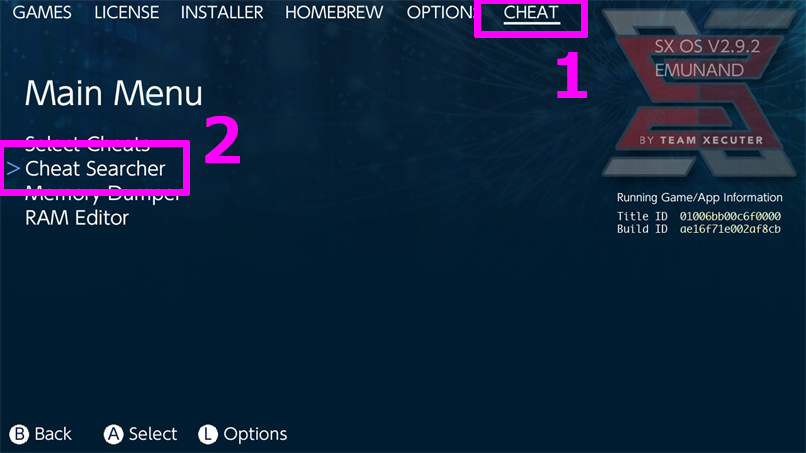 GAMES LICENSE INSTALLER HOMEBREW OPTIONS CHEAT
1
SX OS V2.9.2
EMUNAND
BY TEAM XECUTER
Main Menu
2
Select Cheats
> Cheat Searcher
Memory Dumper
RAM Editor
Running Game/App Information
Title ID 01006bb00c6f0000
Build ID ae16f71e002af8cb
B Back A Select L Options